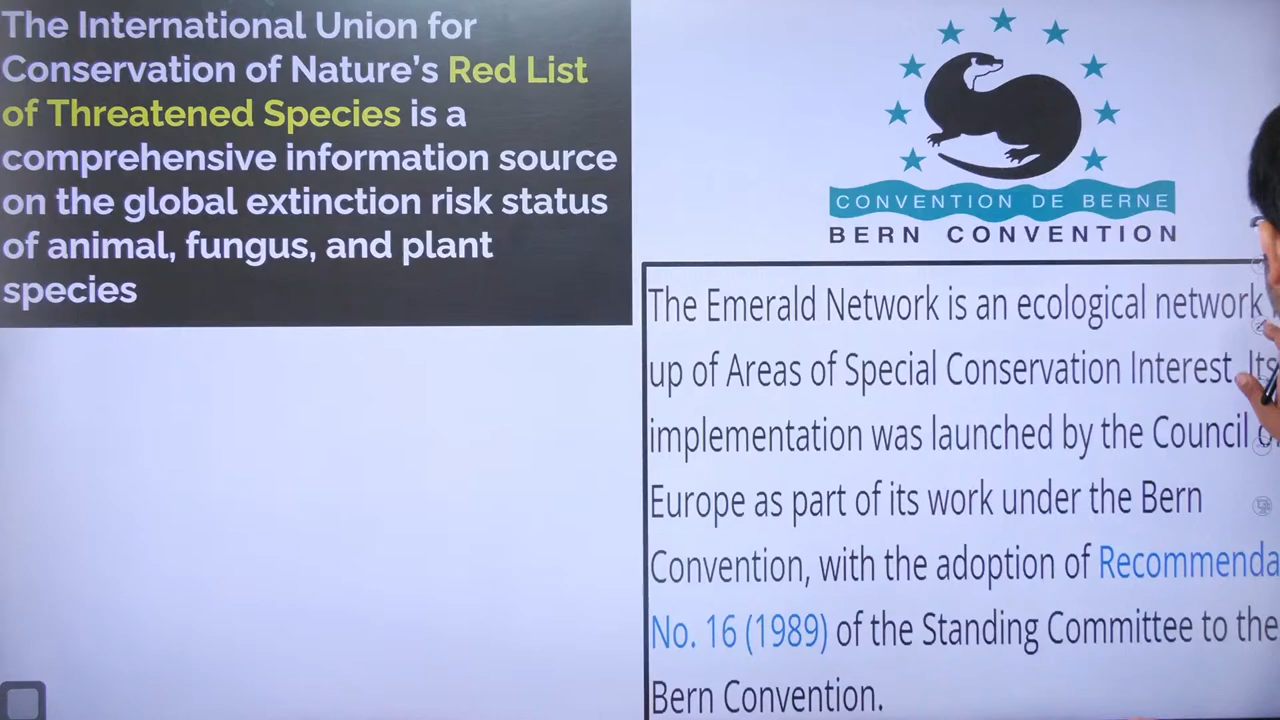 The International Union for
Conservation of Nature's Red List
of Threatened Species is a
comprehensive information source
on the global extinction risk status
of animal, fungus, and plant
species
CONVENTION DE BERNE
BERN CONVENTION
The Emerald Network is an ecological network
up of Areas of Special Conservation Interest. Its
implementation was launched by the Council
Europe as part of its work under the Bern
Convention, with the adoption of
No. 16 (1989) of the Standing Committee to the
Bern Convention.